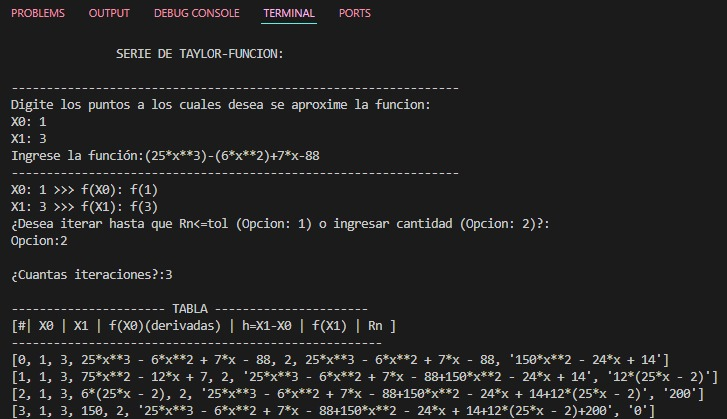 PROBLEMS OUTPUT DEBUG CONSOLE TERMINAL PORTS
SERIE DE TAYLOR-FUNCION:
----------------------------------------------------------------
Digite los puntos a los cuales desea se aproxime la funcion:
X0: 1
X1: 3
Ingrese la función:(25*x**3)-(6*x**2)+7*x-88
----------------------------------------------------------------
X0: 1 >>> f(X0): f(1)
X1: 3 >>> f(X1): f(3)
¿Desea iterar hasta que Rn<=tol (Opcion: 1) o ingresar cantidad (Opcion: 2)?:
Opcion:2
¿Cuantas iteraciones?:3
---------------------- TABLA ----------------------
[#| X0 | X1 | f(X0)(derivadas) | h=X1-X0 | f(X1) | Rn ]
-----------------------------------------------------
[0, 1, 3, 25*x**3 - 6*x**2 + 7*x - 88, 2, 25*x**3 - 6*x**2 + 7*x - 88, '150*x**2 - 24*x + 14']
[1, 1, 3, 75*x**2 - 12*x + 7, 2, '25*x**3 - 6*x**2 + 7*x - 88+150*x**2 - 24*x + 14', '12*(25*x - 2)']
[2, 1, 3, 6*(25*x - 2), 2, '25*x**3 - 6*x**2 + 7*x - 88+150*x**2 - 24*x + 14+12*(25*x - 2)', '200']
[3, 1, 3, 150, 2, '25*x**3 - 6*x**2 + 7*x - 88+150*x**2 - 24*x + 14+12*(25*x - 2)+200', '0']